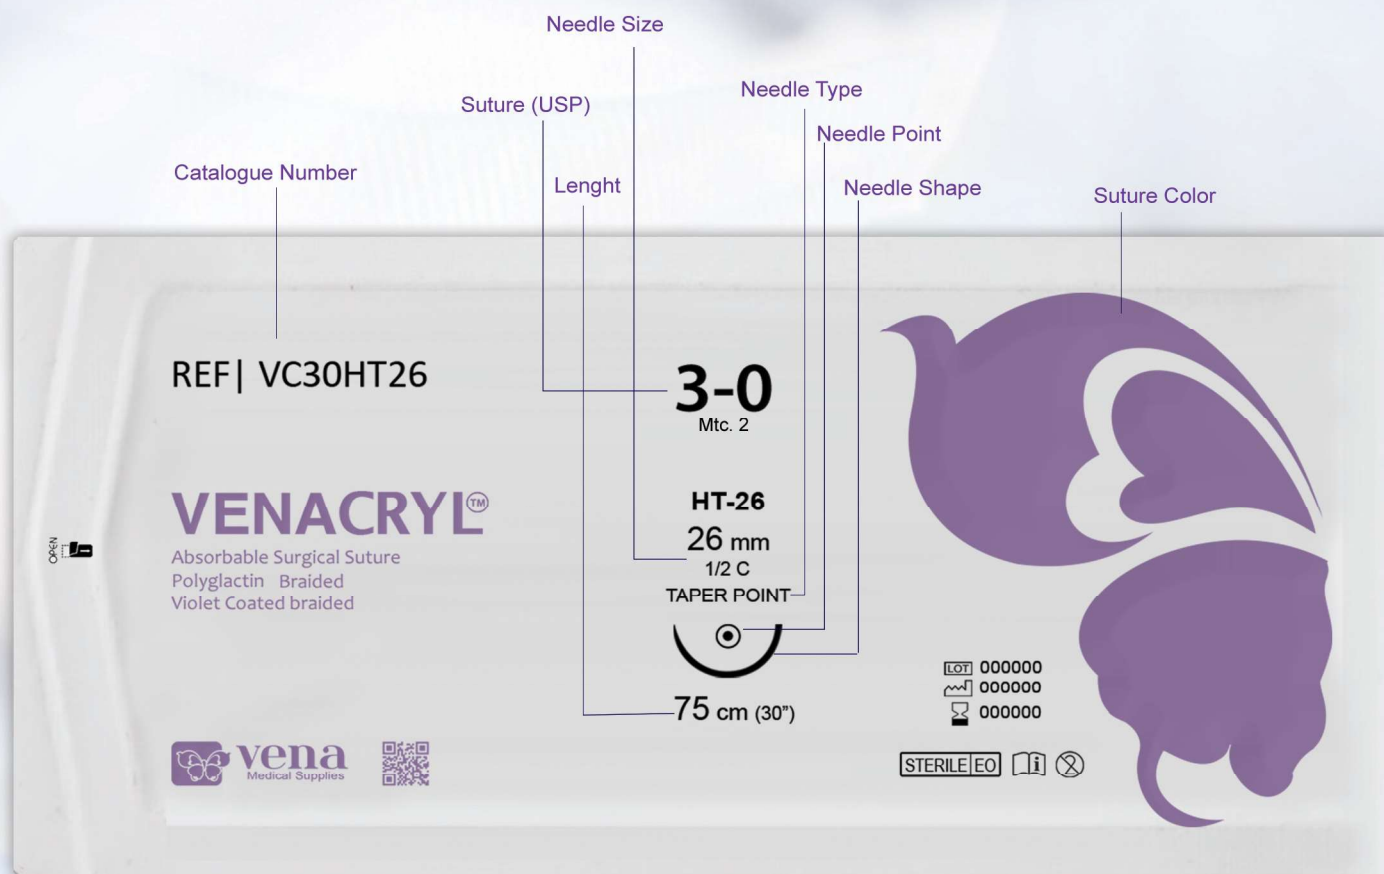 Needle Size
Suture (USP)
Needle Type
Needle Point
Catalogue Number
Lenght
Needle Shape
Suture Color
REF| VC30HT26
3-0
Mtc. 2
VENACRYL™
Absorbable Surgical Suture
Polyglactin Braided
Violet Coated braided
OPEN
HT-26
26 mm
1/2 C
TAPER POINT
75 cm (30”)
LOT 000000
000000
000000
STERILE EO i 2
vena
Medical Supplies